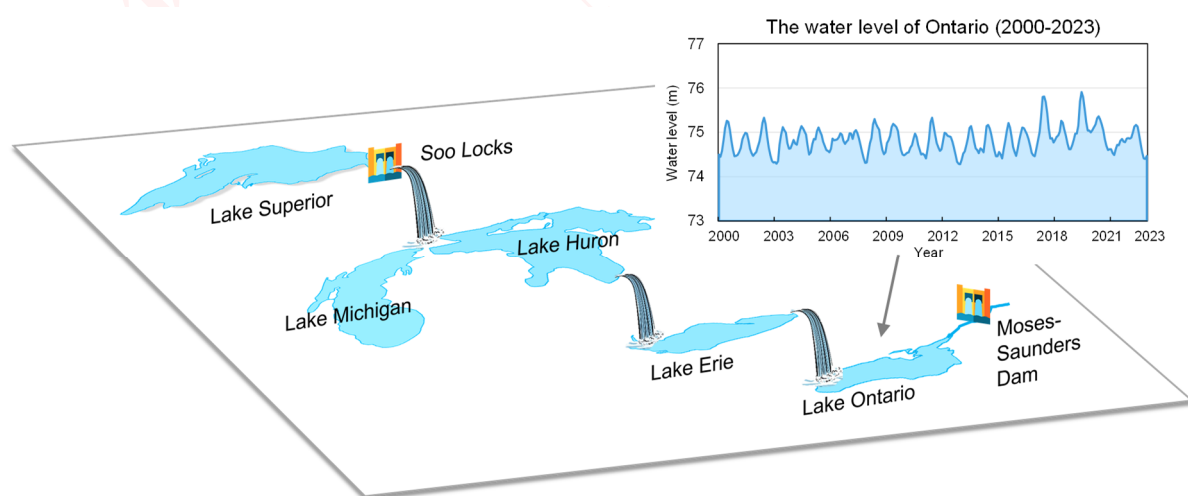 The water level of Ontario (2000-2023)
77
76
75
74
73
Water level (m)
2000 2003 2006 2009 2012 2015 2018 2021 2023
Year
Soo Locks
Lake Superior
Lake Huron
Lake Michigan
Lake Erie
Lake Ontario
Moses-
Saunders
Dam